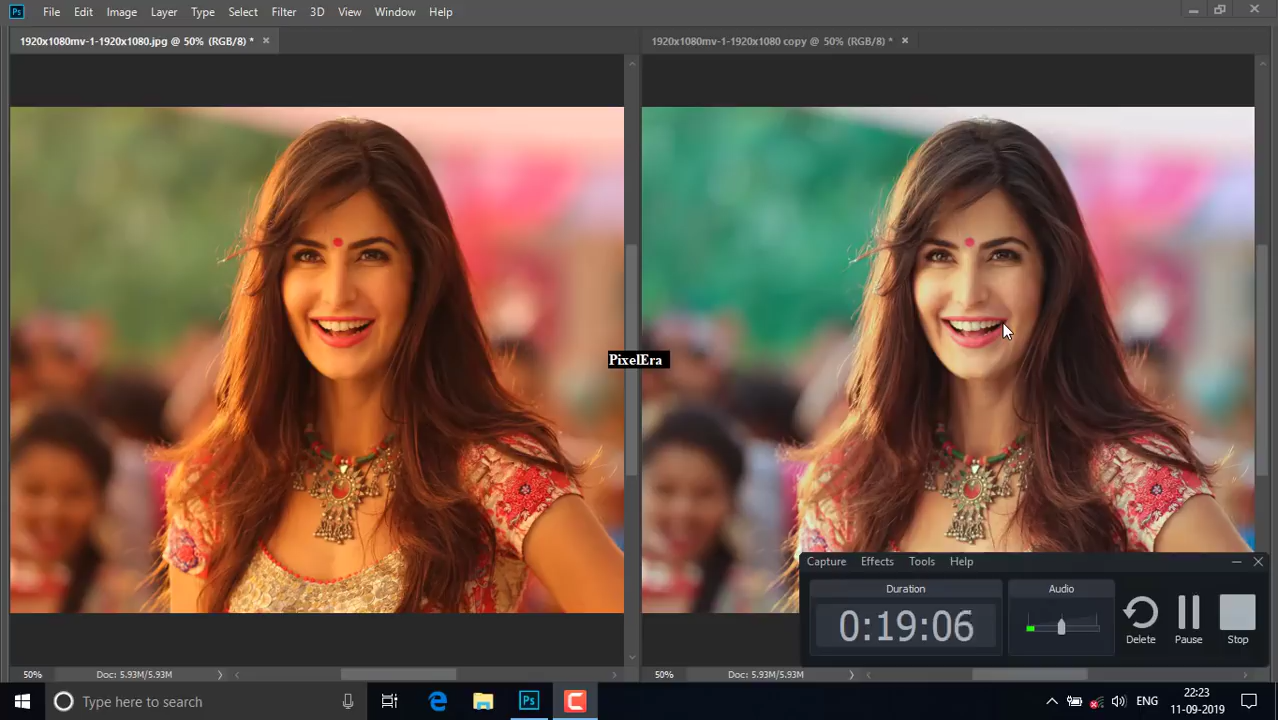 Ps File Edit Image Layer Type Select Filter 3D View Window Help
1920x1080mv-1-1920x1080.jpg @ 50% (RGB/8) * ×
1920x1080mv-1-1920x1080 copy @ 50% (RGB/8) * ×
PixelEra
Capture Effects Tools Help
Duration
Audio
0:19:06
Delete
Pause
Stop
50% Doc: 5.93M/5.93M
50% Doc: 5.93M/5.93M
Type here to search
Ps
ENG
22:23
11-09-2019